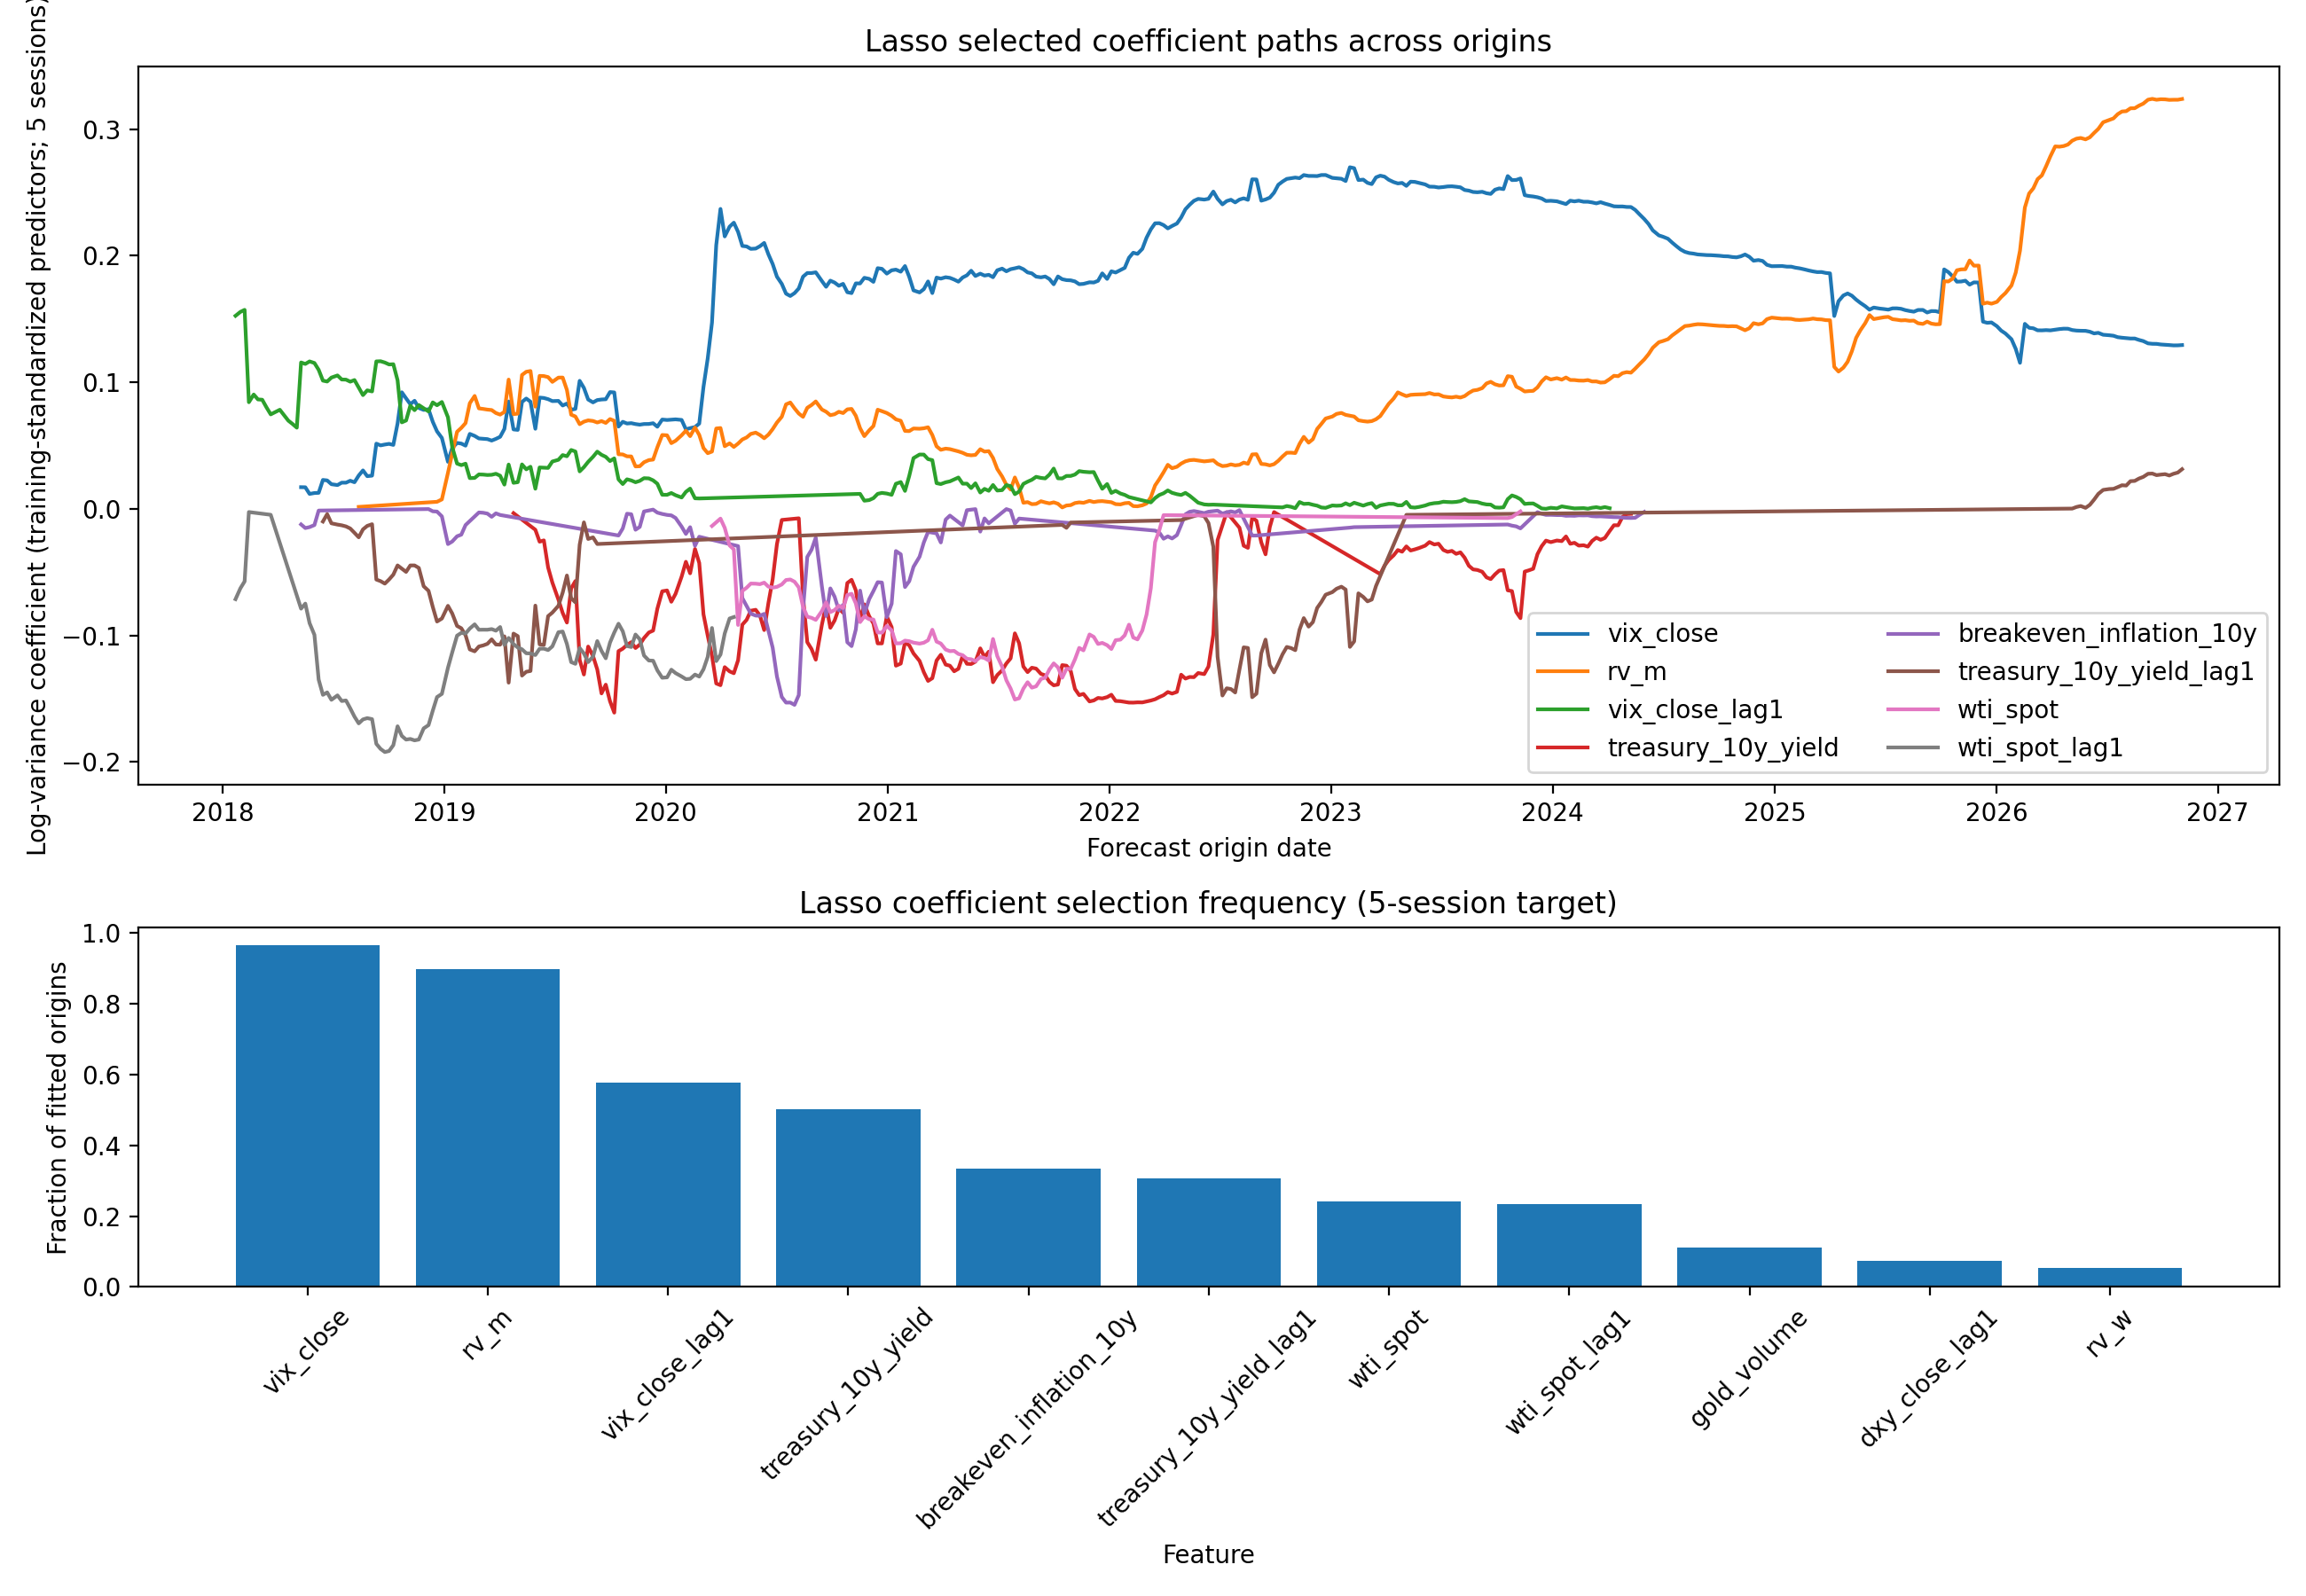 Lasso selected coefficient paths across origins
Log-variance coefficient (training-standardized predictors; 5 sessions)
0.3
0.2
0.1
0.0
−0.1
−0.2
vix_close
rv_m
vix_close_lag1
treasury_10y_yield
breakeven_inflation_10y
treasury_10y_yield_lag1
wti_spot
wti_spot_lag1
2018 2019 2020 2021 2022 2023 2024 2025 2026 2027
Forecast origin date
Lasso coefficient selection frequency (5-session target)
Fraction of fitted origins
1.0
0.8
0.6
0.4
0.2
0.0
vix_close
rv_m
vix_close_lag1
treasury_10y_yield
breakeven_inflation_10y
treasury_10y_yield_lag1
wti_spot
wti_spot_lag1
gold_volume
dxy_close_lag1
rv_w
Feature